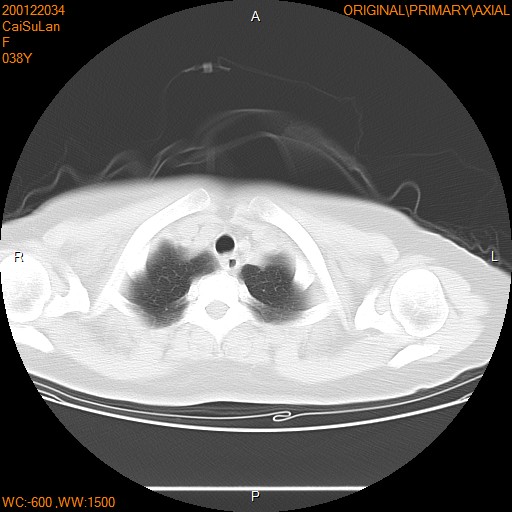 200122034
ORIGINAL\PRIMARY\AXIAL
CaiSuLan
F
038Y
A
R
L
P
WC:-600 ,WW:1500